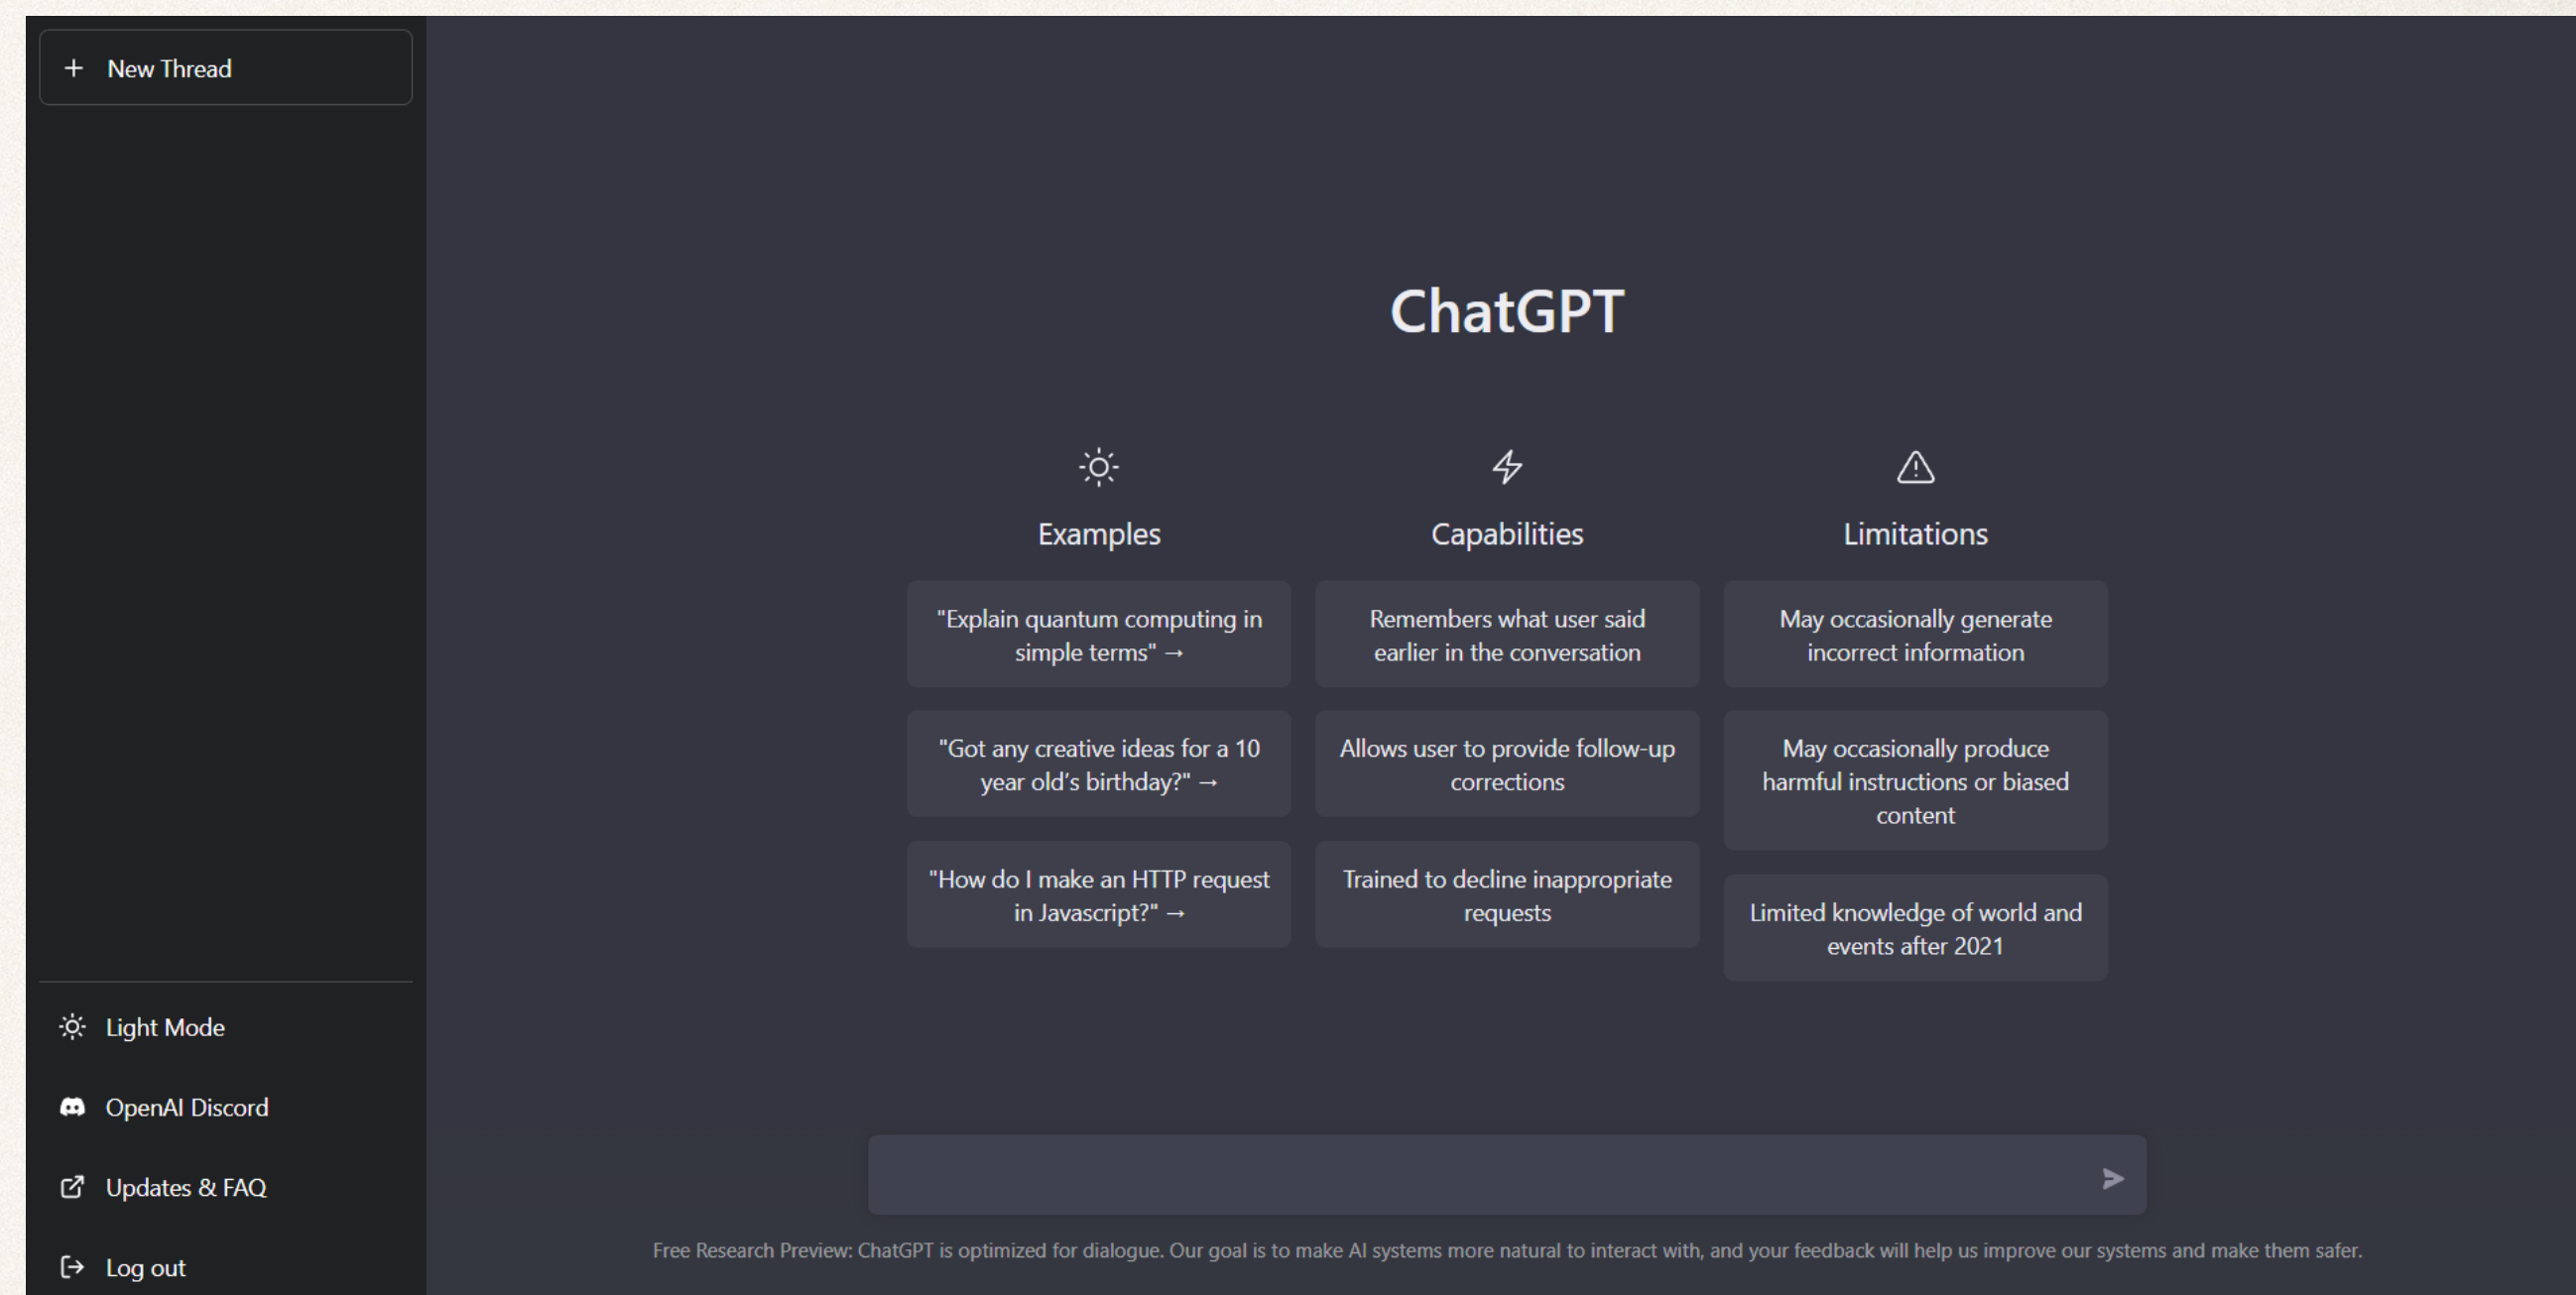 New Thread
ChatGPT
Examples
"Explain quantum computing in
simple terms" →
"Got any creative ideas for a 10
year old’s birthday?" →
"How do I make an HTTP request
in Javascript?" →
Capabilities
Remembers what user said
earlier in the conversation
Allows user to provide follow-up
corrections
Trained to decline inappropriate
requests
Limitations
May occasionally generate
incorrect information
May occasionally produce
harmful instructions or biased
content
Limited knowledge of world and
events after 2021
Light Mode
OpenAI Discord
Updates & FAQ
Log out
Free Research Preview: ChatGPT is optimized for dialogue. Our goal is to make AI systems more natural to interact with, and your feedback will help us improve our systems and make them safer.